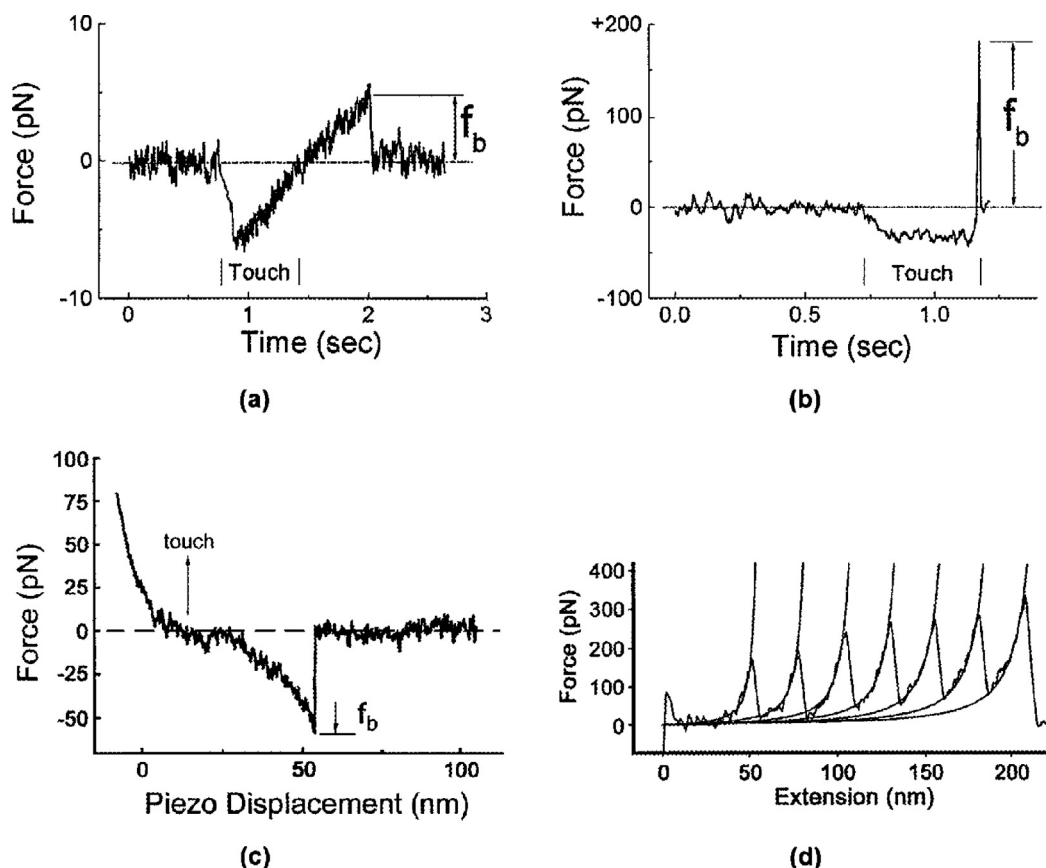 10
0
-10
Force (pN)
fb
Touch
0
1
2
3
Time (sec)
(a)
+200
100
0
-100
Force (pN)
fb
Touch
0.0
0.5
1.0
Time (sec)
(b)
100
75
50
25
0
-25
-50
Force (pN)
touch
fb
0
50
100
Piezo Displacement (nm)
(c)
400
300
200
100
0
Force (pN)
0
50
100
150
200
Extension (nm)
(d)